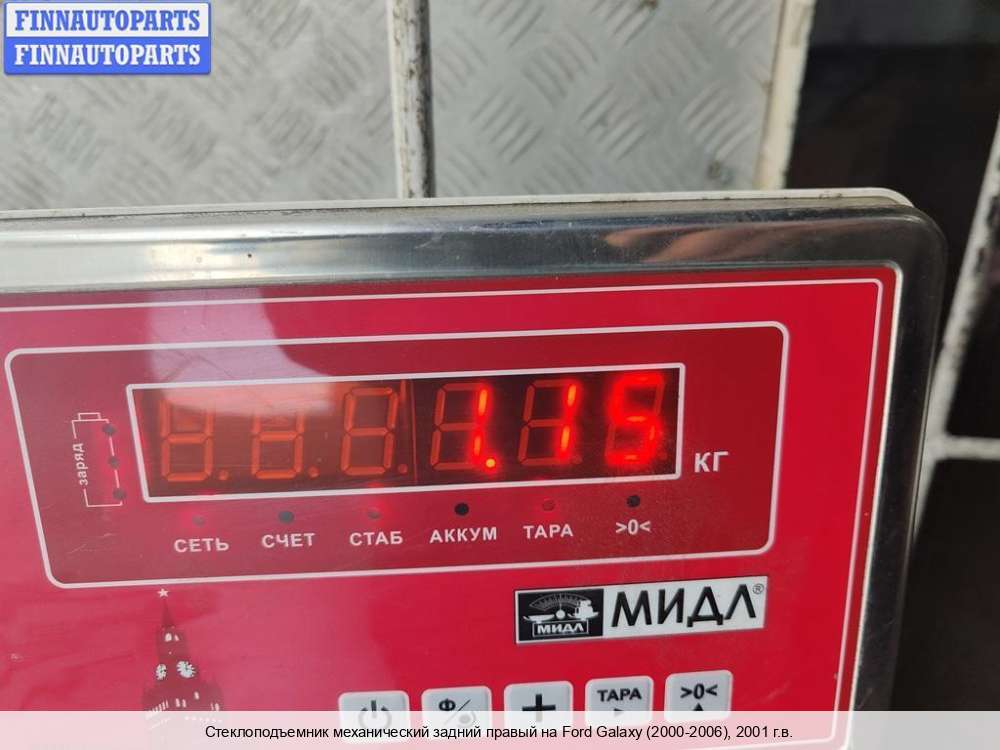 FINNAUTOPARTS
FINNAUTOPARTS
заряд
1.15
КГ
СЕТЬ СЧЕТ СТАБ АККУМ ТАРА >0<
МИДЛ МИДЛ®
Ф + ТАРА >0<
Стеклоподъемник механический задний правый на Ford Galaxy (2000-2006), 2001 г.в.